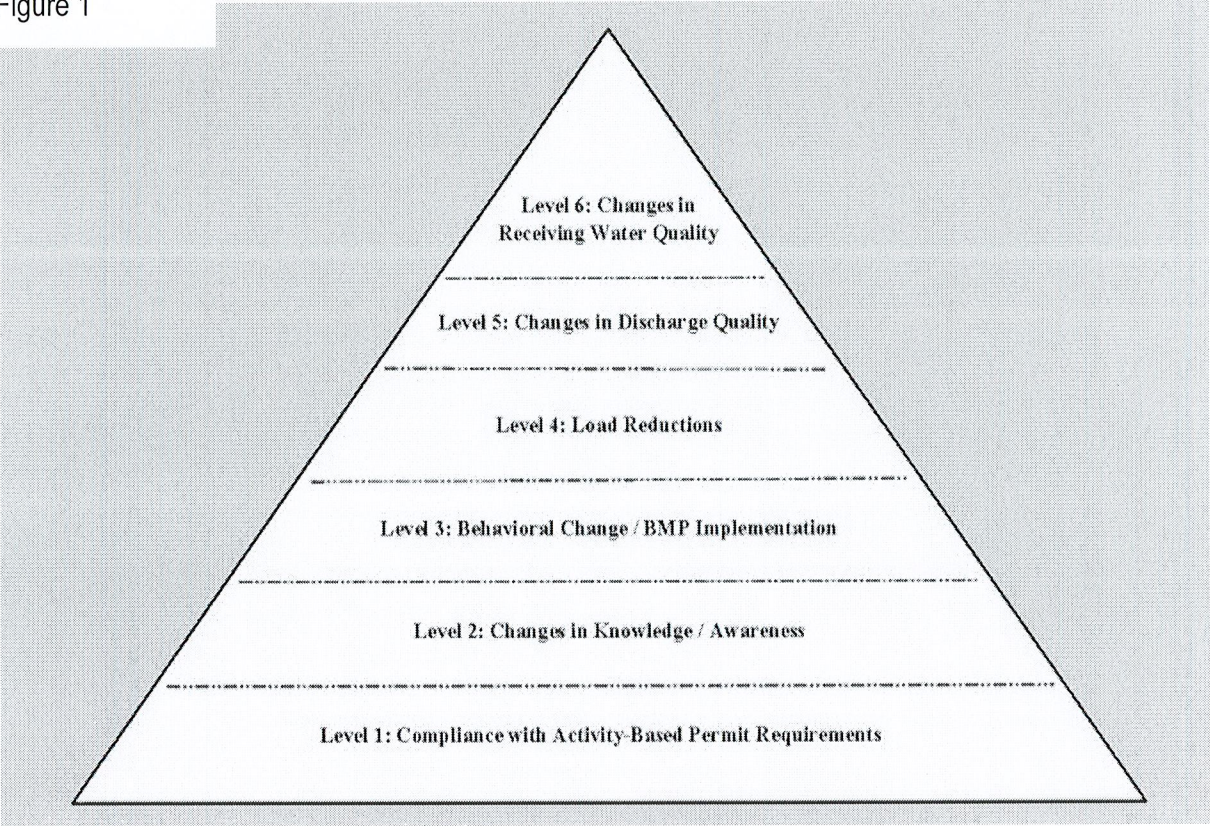 Figure 1
Level 6: Changes in
Receiving Water Quality
Level 5: Changes in Discharge Quality
Level 4: Load Reductions
Level 3: Behavioral Change / BMP Implementation
Level 2: Changes in Knowledge / Awareness
Level 1: Compliance with Activity-Based Permit Requirements